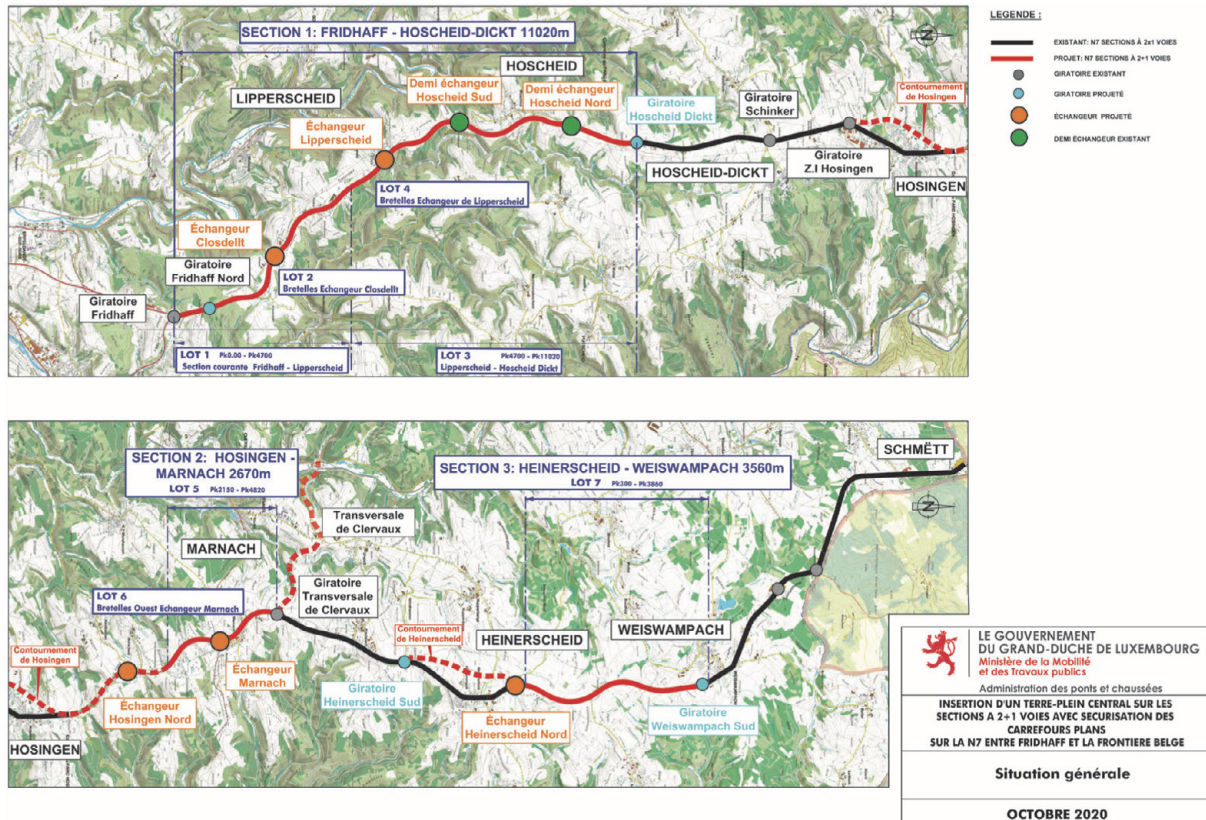 SECTION 1: FRIDHAFF - HOSCHEID-DICKT 11020m
LIPPERSCHEID
HOSCHEID
Demi échangeur
Hoscheid Sud
Demi échangeur
Hoscheid Nord
Giratoire
Hoscheid Dickt
Giratoire
Schinker
Contournement
de Hosingen
Échangeur
Lipperscheid
HOSCHEID-DICKT
Giratoire
Z.I Hosingen
HOSINGEN
LOT 4
Bretelles Echangeur de Lipperscheid
Échangeur
Closdellt
Giratoire
Fridhaff Nord
LOT 2
Bretelles Echangeur Closdellt
Giratoire
Fridhaff
LOT 1 Pk0.00 - Pk4700
Section courante Fridhaff - Lipperscheid
LOT 3 Pk4700 - Pk11020
Lipperscheid - Hoscheid Dickt
LEGENDE :
EXISTANT: N7 SECTIONS À 2x1 VOIES
PROJET: N7 SECTIONS À 2+1 VOIES
GIRATOIRE EXISTANT
GIRATOIRE PROJETÉ
ÉCHANGEUR PROJETÉ
DEMI ÉCHANGEUR EXISTANT
SECTION 2: HOSINGEN -
MARNACH 2670m
LOT 5 Pk2150 - Pk4820
SECTION 3: HEINERSCHEID - WEISWAMPACH 3560m
LOT 7 Pk300 - Pk3860
SCHMËTT
Transversale
de Clervaux
MARNACH
LOT 6
Bretelles Ouest Echangeur Marnach
Giratoire
Transversale
de Clervaux
Contournement
de Hosingen
Contournement
de Heinerscheid
HEINERSCHEID
WEISWAMPACH
Échangeur
Marnach
Échangeur
Hosingen Nord
Giratoire
Heinerscheid Sud
Échangeur
Heinerscheid Nord
Giratoire
Weiswampach Sud
HOSINGEN
LE GOUVERNEMENT
DU GRAND-DUCHE DE LUXEMBOURG
Ministère de la Mobilité
et des Travaux publics
Administration des ponts et chaussées
INSERTION D'UN TERRE-PLEIN CENTRAL SUR LES
SECTIONS A 2+1 VOIES AVEC SECURISATION DES
CARREFOURS PLANS
SUR LA N7 ENTRE FRIDHAFF ET LA FRONTIERE BELGE
Situation générale
OCTOBRE 2020